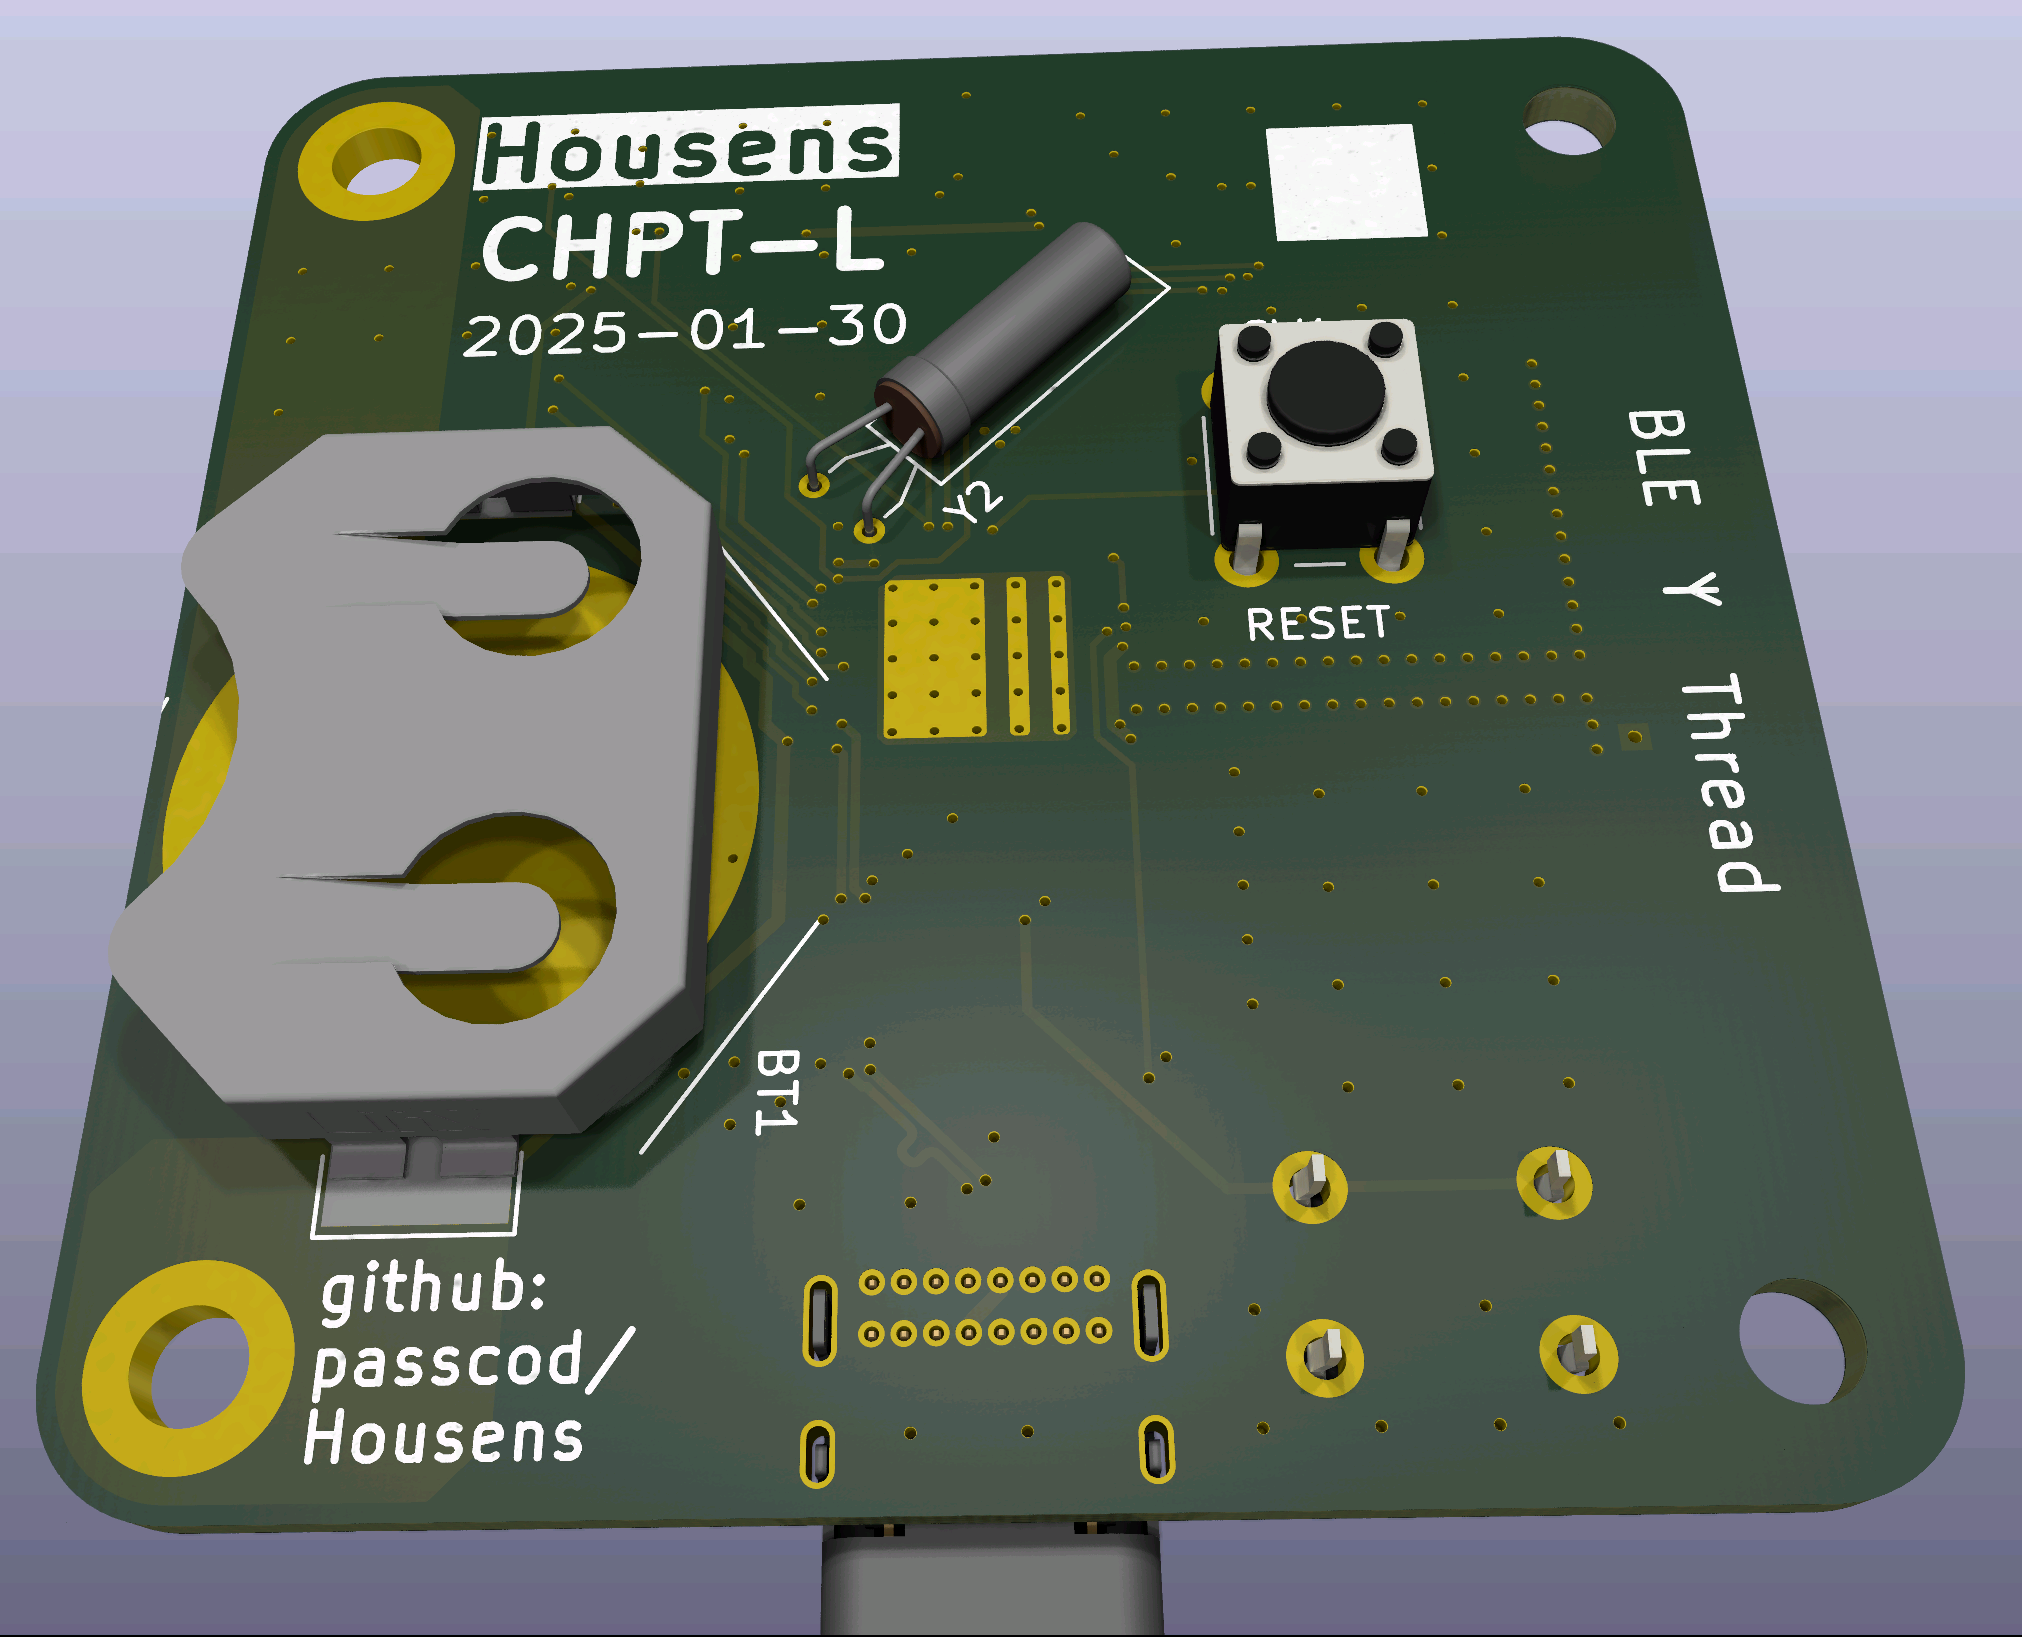 Housens
CHPT-L
2025-01-30
Y2
RESET
BLE Y Thread
BT1
github:
passcod/
Housens